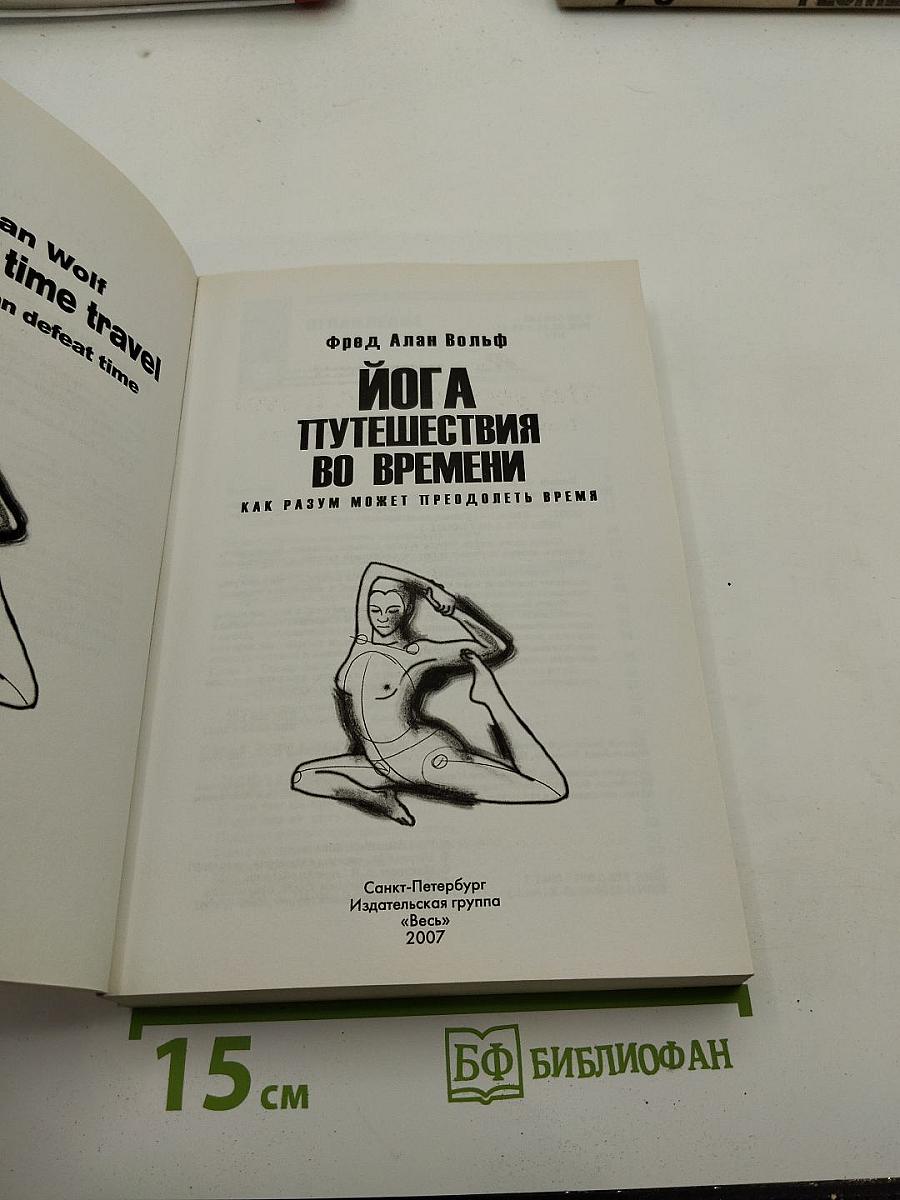 an Wolf
time travel
an defeat time
Фред Алан Вольф
ЙОГА
ПУТЕШЕСТВИЯ
ВО ВРЕМЕНИ
КАК РАЗУМ МОЖЕТ ПРЕОДОЛЕТЬ ВРЕМЯ
Санкт-Петербург
Издательская группа
«Весь»
2007
15 см
БФ БИБЛИОФАН